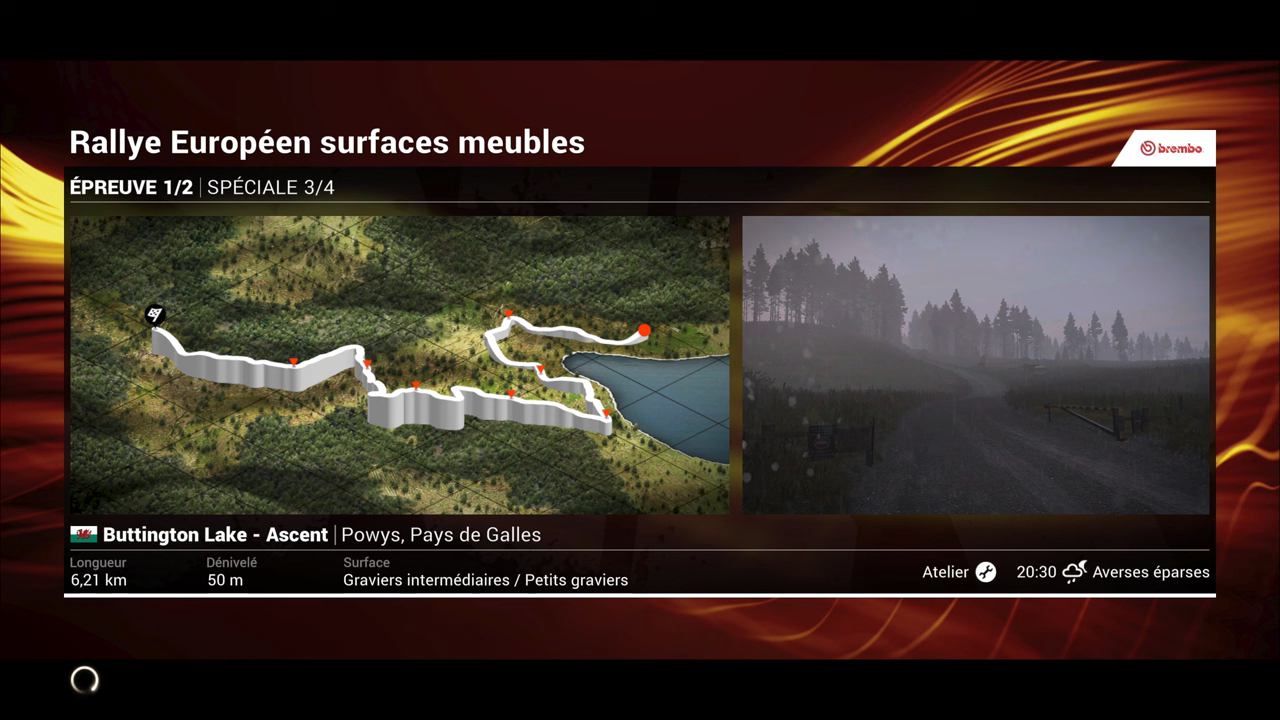 Rallye Européen surfaces meubles
brembo
ÉPREUVE 1/2 | SPÉCIALE 3/4
Buttington Lake - Ascent | Powys, Pays de Galles
Longueur
6,21 km
Dénivelé
50 m
Surface
Graviers intermédiaires / Petits graviers
Atelier
20:30
Averses éparses